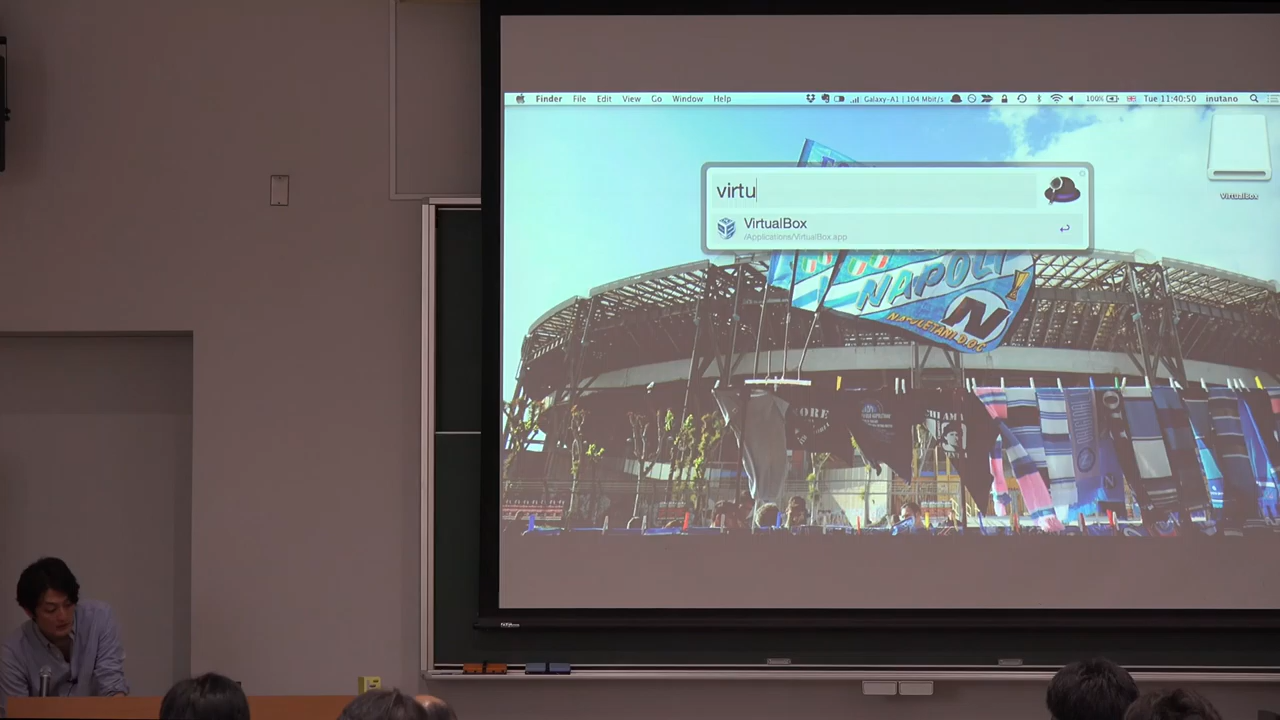 Finder File Edit View Go Window Help Galaxy-A1 | 104 Mbit/s 100% Tue 11:40:50 inutano
virtu
VirtualBox
/Applications/VirtualBox.app
VirtualBox
NAPOLI
N
NAPOLETANI D.O.C